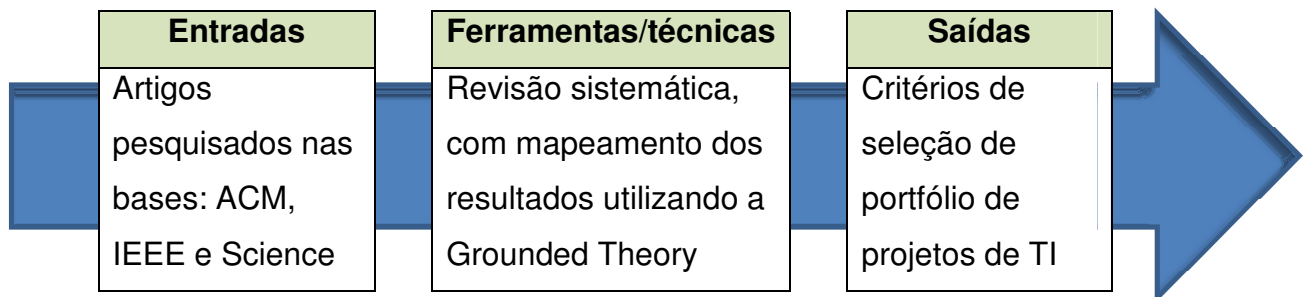 Entradas
Artigos
pesquisados nas
bases: ACM,
IEEE e Science
Ferramentas/técnicas
Revisão sistemática,
com mapeamento dos
resultados utilizando a
Grounded Theory
Saídas
Critérios de
seleção de
portfólio de
projetos de TI